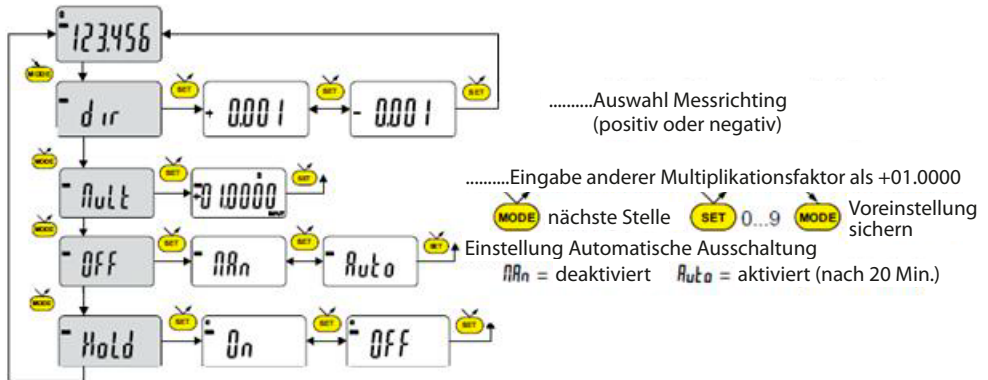 123.456
MODE
dir SET + 0.001 SET - 0.001 SET
..........Auswahl Messrichting
(positiv oder negativ)
MODE
Mult SET 01.0000 SET
INPUT
..........Eingabe anderer Multiplikationsfaktor als +01.0000
MODE nächste Stelle SET 0...9 MODE Voreinstellung
sichern
MODE
OFF SET MAn SET Auto SET
Einstellung Automatische Ausschaltung
MAn = deaktiviert Auto = aktiviert (nach 20 Min.)
MODE
Hold SET On SET OFF SET